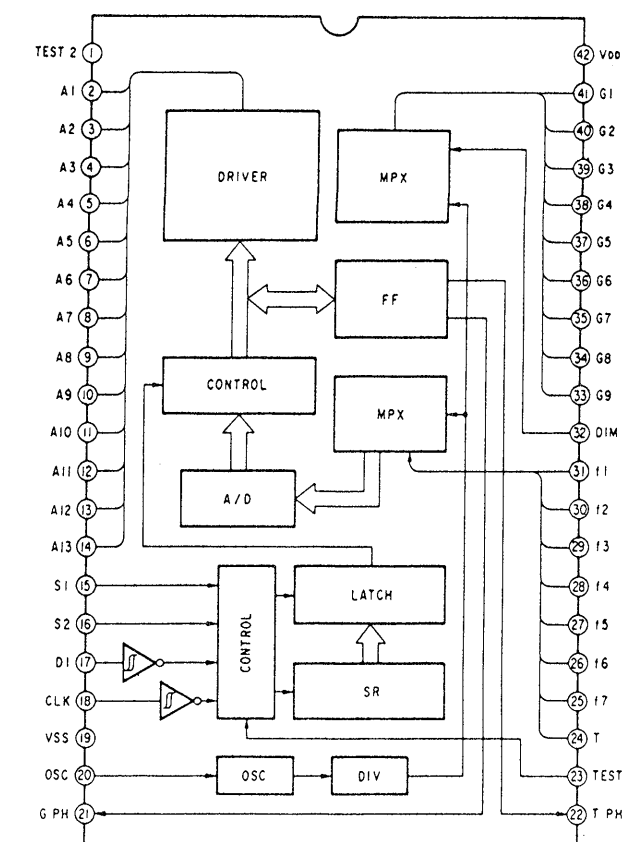 TEST 2 1
42 VDD
A1 2
41 G1
A2 3
40 G2
A3 4
39 G3
DRIVER
MPX
A4 5
38 G4
A5 6
37 G5
A6 7
36 G6
FF
A7 8
35 G7
A8 9
34 G8
CONTROL
A9 10
33 G9
MPX
A10 11
32 DIM
A11 12
31 f1
A/D
A12 13
30 f2
A13 14
29 f3
S1 15
28 f4
LATCH
S2 16
27 f5
CONTROL
DI 17
26 f6
SR
CLK 18
25 f7
VSS 19
24 T
OSC 20
OSC
DIV
23 TEST
G PH 21
22 T PH